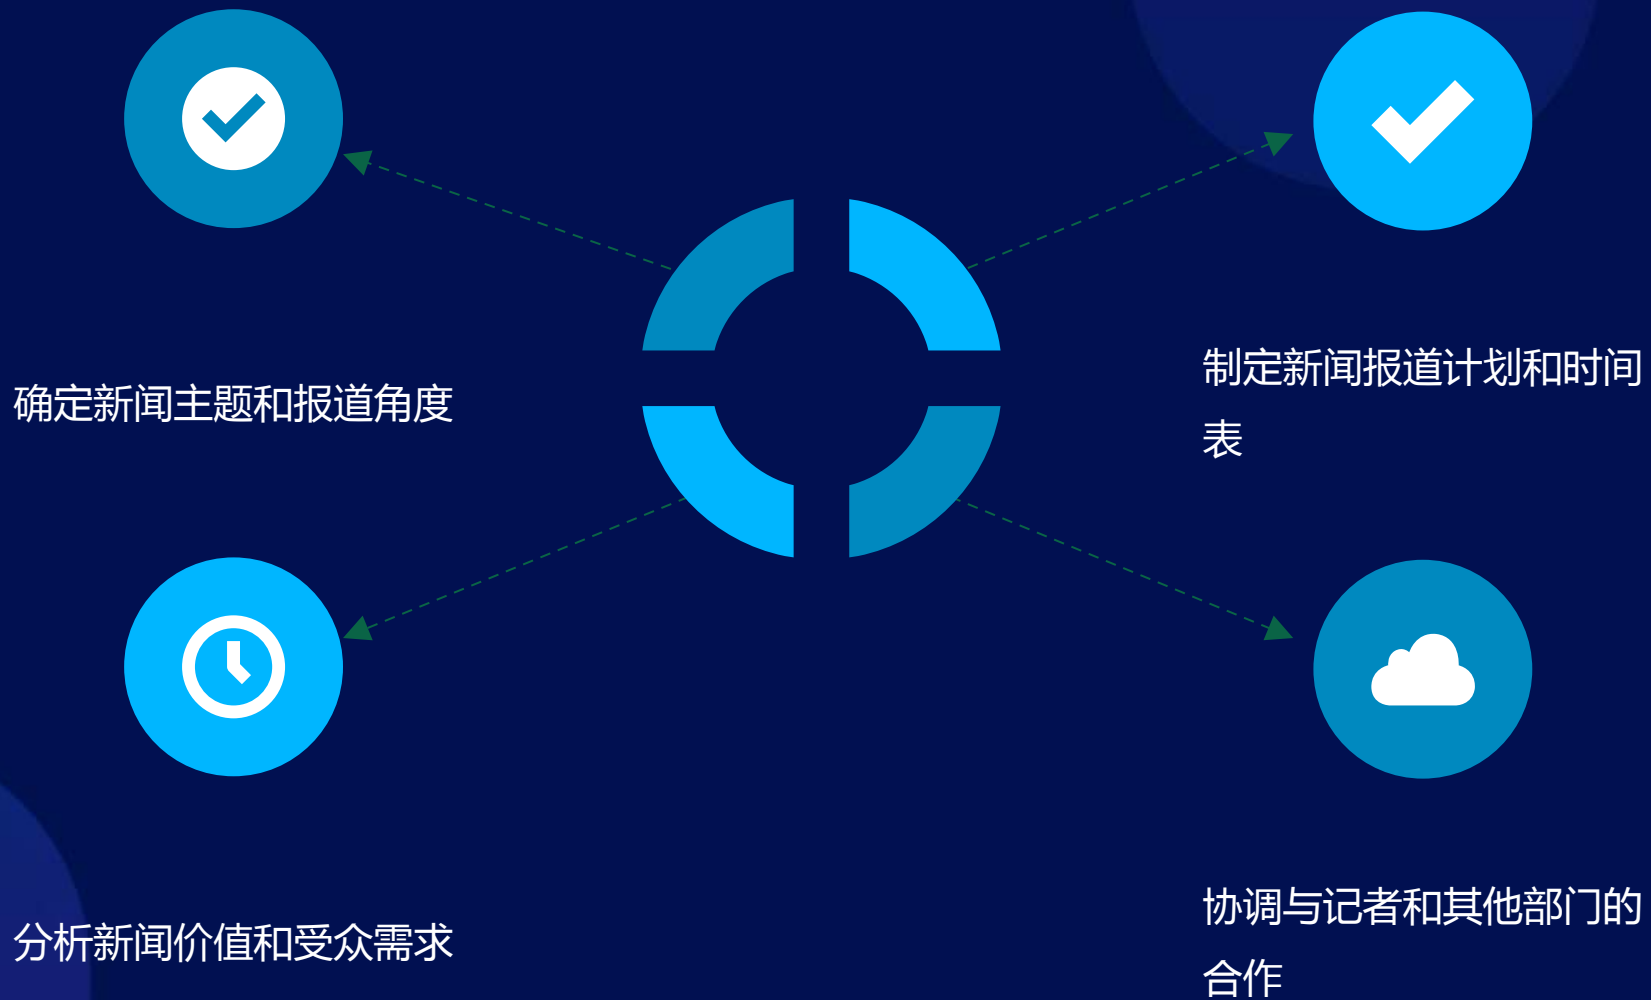 确定新闻主题和报道角度
制定新闻报道计划和时间
表
分析新闻价值和受众需求
协调与记者和其他部门的
合作